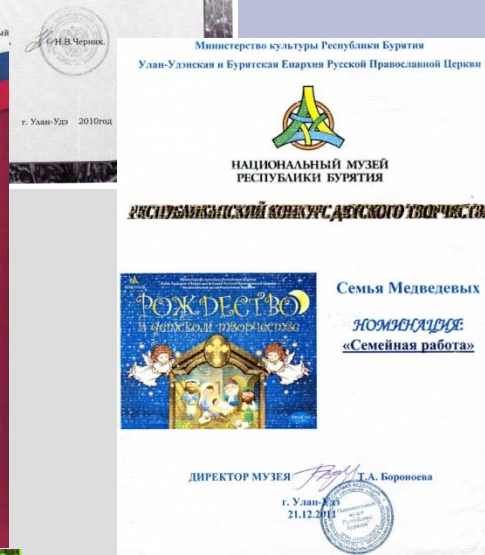 Н.В.Черняк.
г. Улан-Удэ 2010год
Министерство культуры Республики Бурятия
Улан-Удэнская и Бурятская Епархия Русской Православной Церкви
НАЦИОНАЛЬНЫЙ МУЗЕЙ
РЕСПУБЛИКИ БУРЯТИЯ
РЕСПУБЛИКАНСКИЙ КОНКУРС ДЕТСКОГО ТВОРЧЕСТВ
РОЖДЕСТВО
в детском творчестве
Семья Медведевых
НОМИНАЦИЯ:
«Семейная работа»
ДИРЕКТОР МУЗЕЯ Т.А. Бороноева
г. Улан-Удэ
21.12.2011